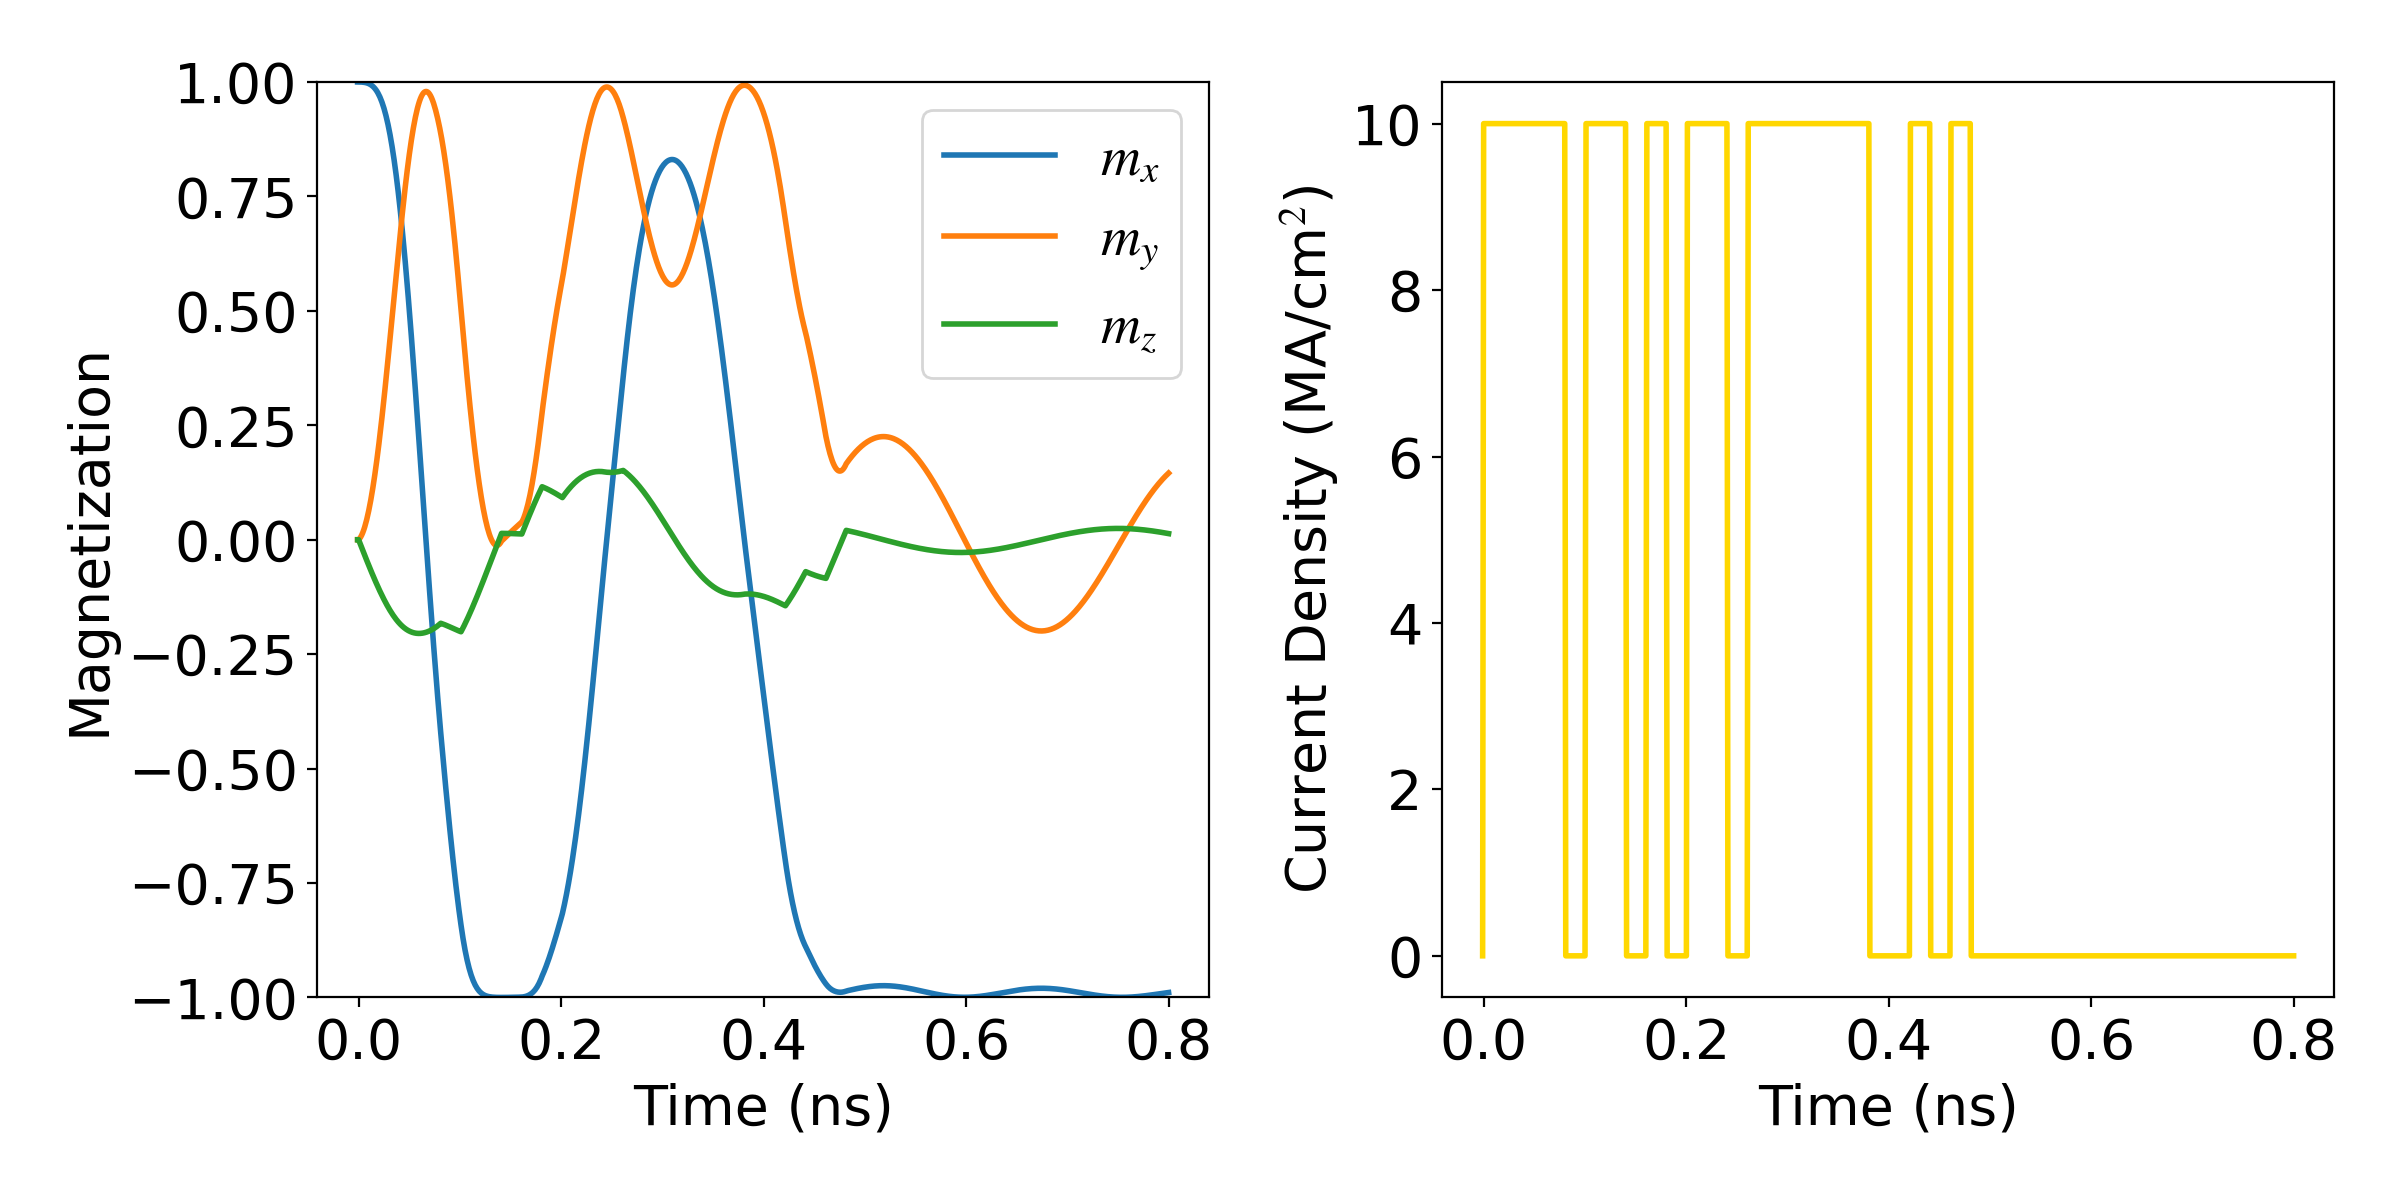 Magnetization
1.00
0.75
0.50
0.25
0.00
−0.25
−0.50
−0.75
−1.00
0.0 0.2 0.4 0.6 0.8
Time (ns)
m_x
m_y
m_z
Current Density (MA/cm²)
10
8
6
4
2
0
0.0 0.2 0.4 0.6 0.8
Time (ns)